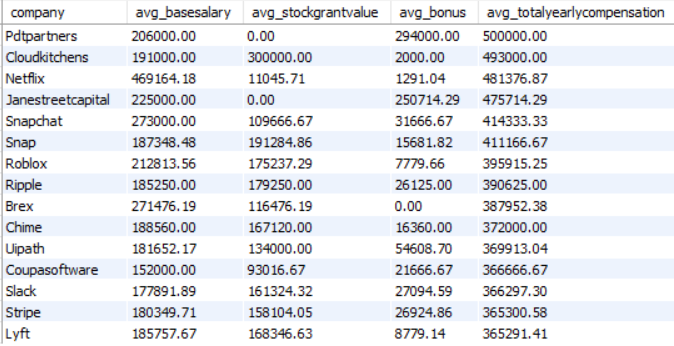 company avg_basesalary avg_stockgrantvalue avg_bonus avg_totalyearlycompensation
Pdtpartners 206000.00 0.00 294000.00 500000.00
Cloudkitchens 191000.00 300000.00 2000.00 493000.00
Netflix 469164.18 11045.71 1291.04 481376.87
Janestreetcapital 225000.00 0.00 250714.29 475714.29
Snapchat 273000.00 109666.67 31666.67 414333.33
Snap 187348.48 191284.86 15681.82 411166.67
Roblox 212813.56 175237.29 7779.66 395915.25
Ripple 185250.00 179250.00 26125.00 390625.00
Brex 271476.19 116476.19 0.00 387952.38
Chime 188560.00 167120.00 16360.00 372000.00
Uipath 181652.17 134000.00 54608.70 369913.04
Coupasoftware 152000.00 93016.67 21666.67 366666.67
Slack 177891.89 161324.32 27094.59 366297.30
Stripe 180349.71 158104.05 26924.86 365300.58
Lyft 185757.67 168346.63 8779.14 365291.41